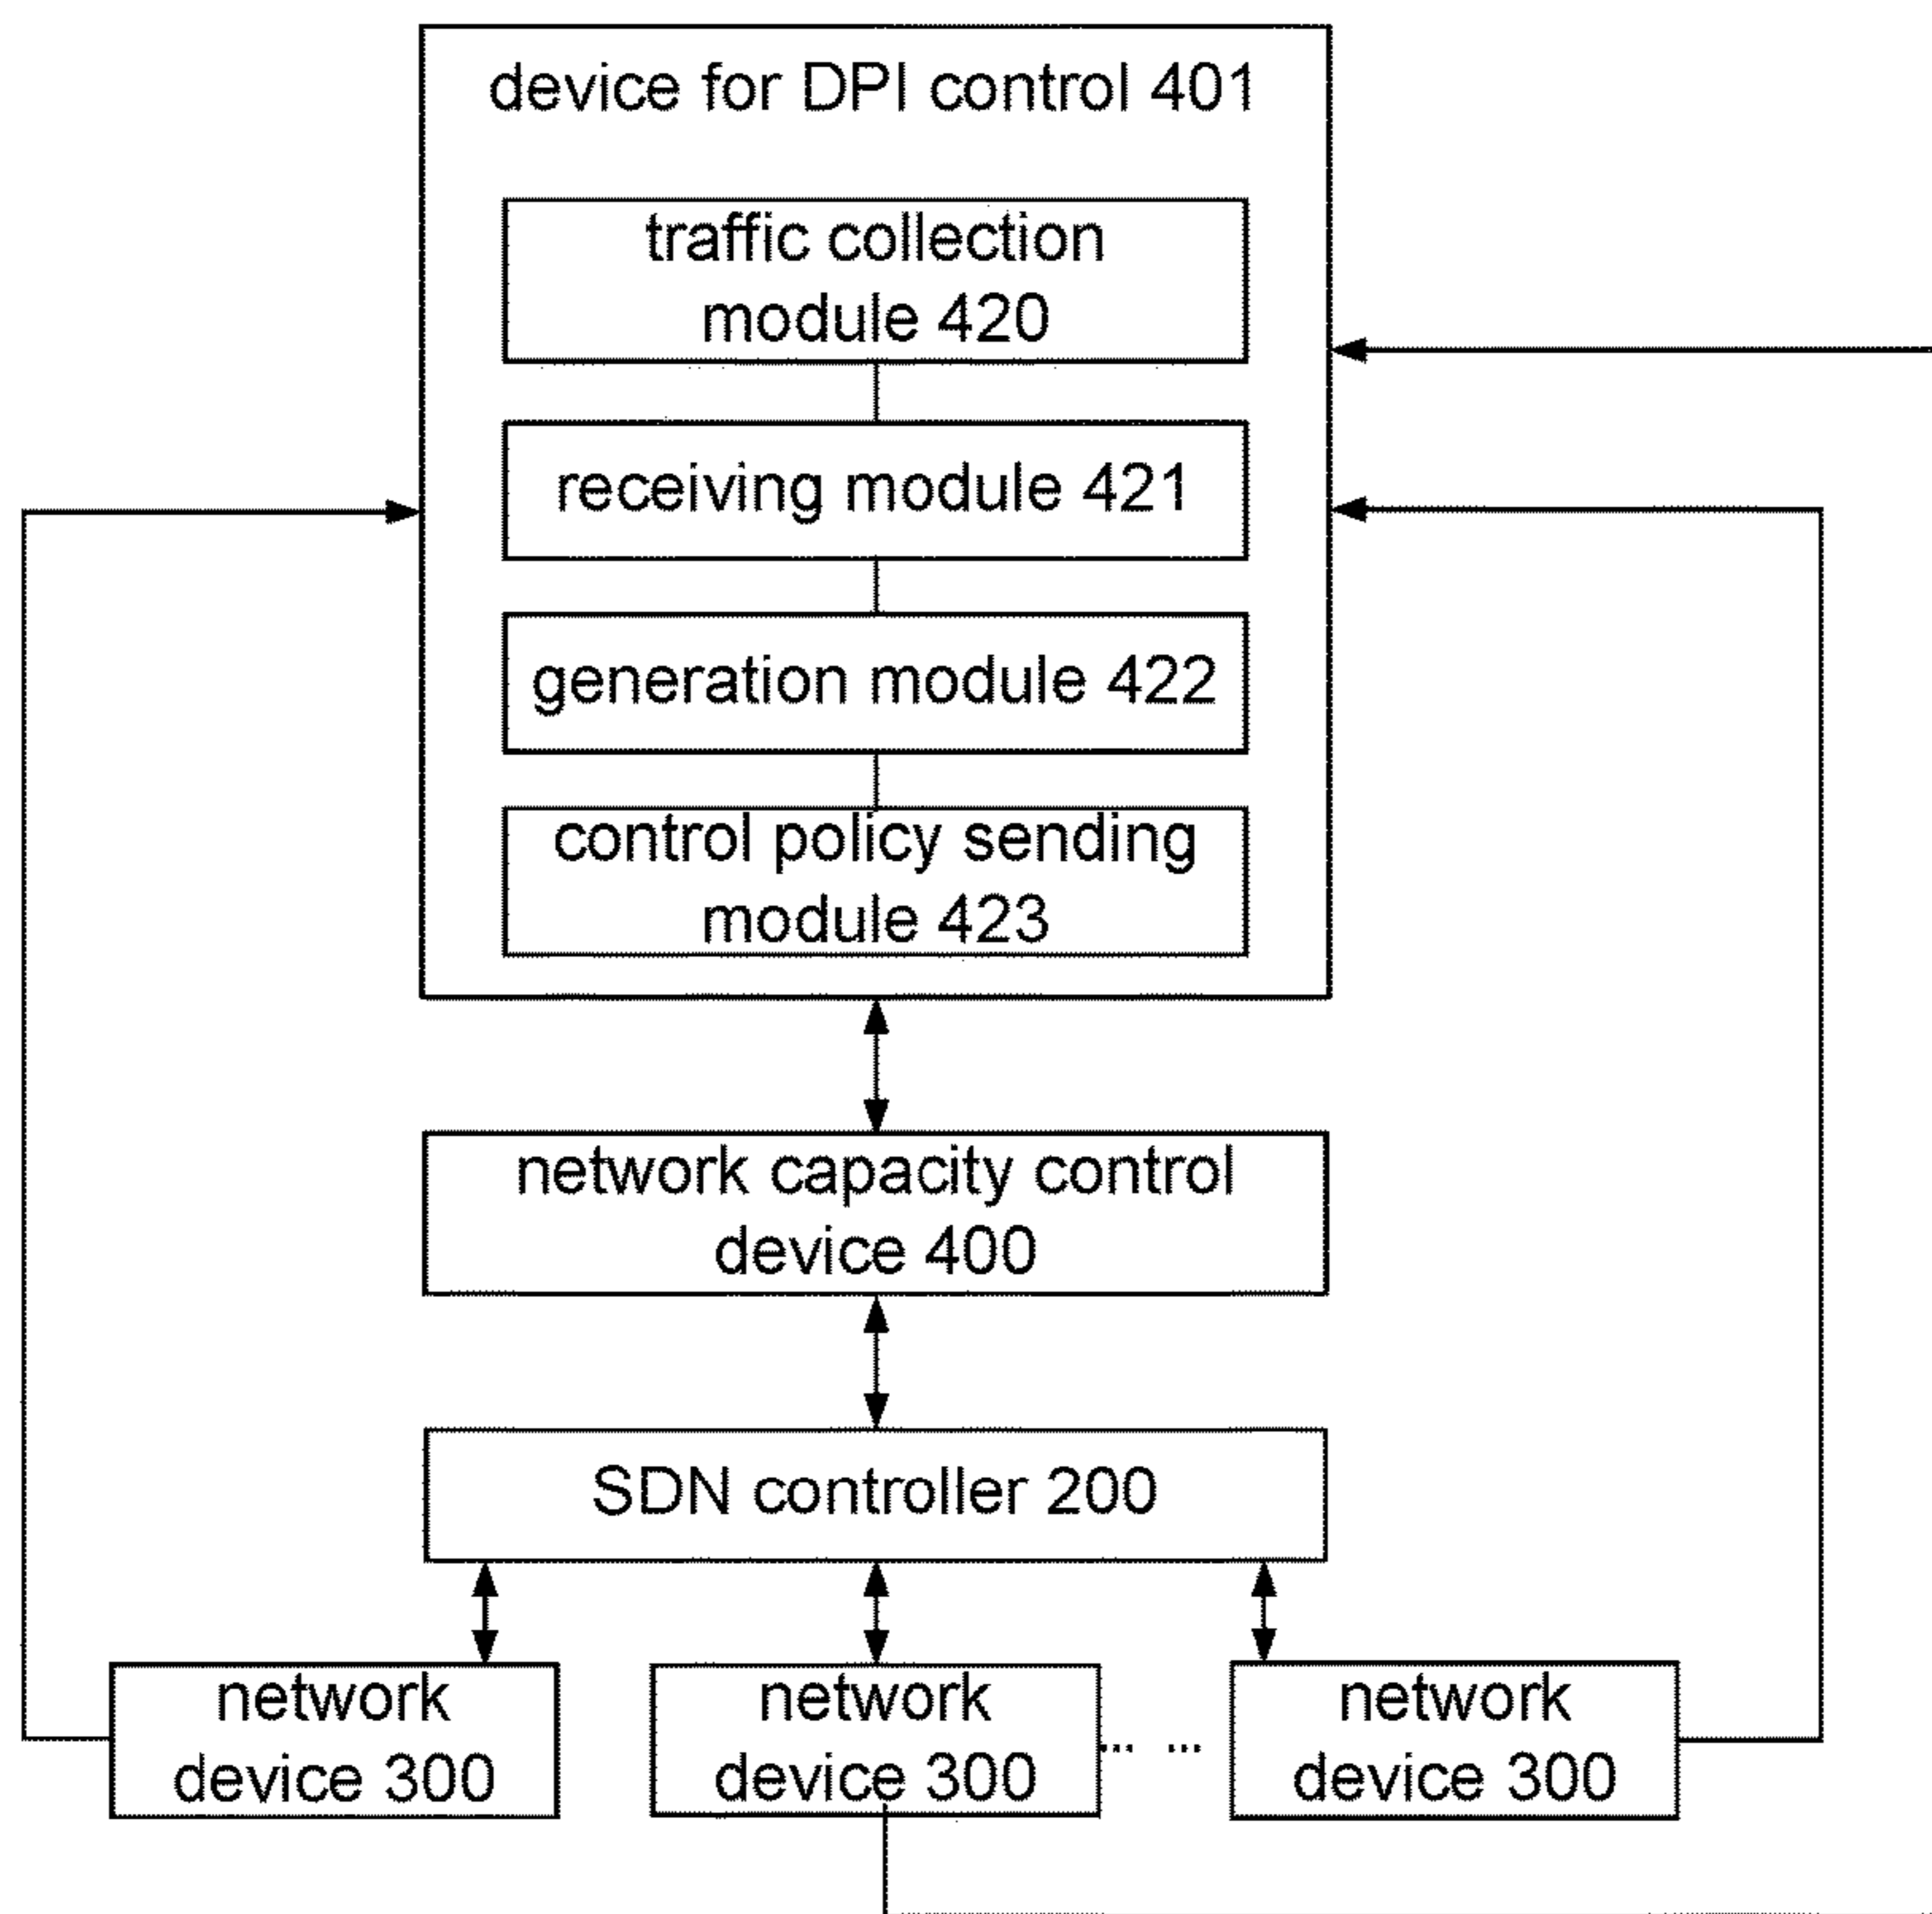 device for DPI control 401
traffic collection
module 420
receiving module 421
generation module 422
control policy sending
module 423
network capacity control
device 400
SDN controller 200
network
device 300
network
device 300
... ...
network
device 300